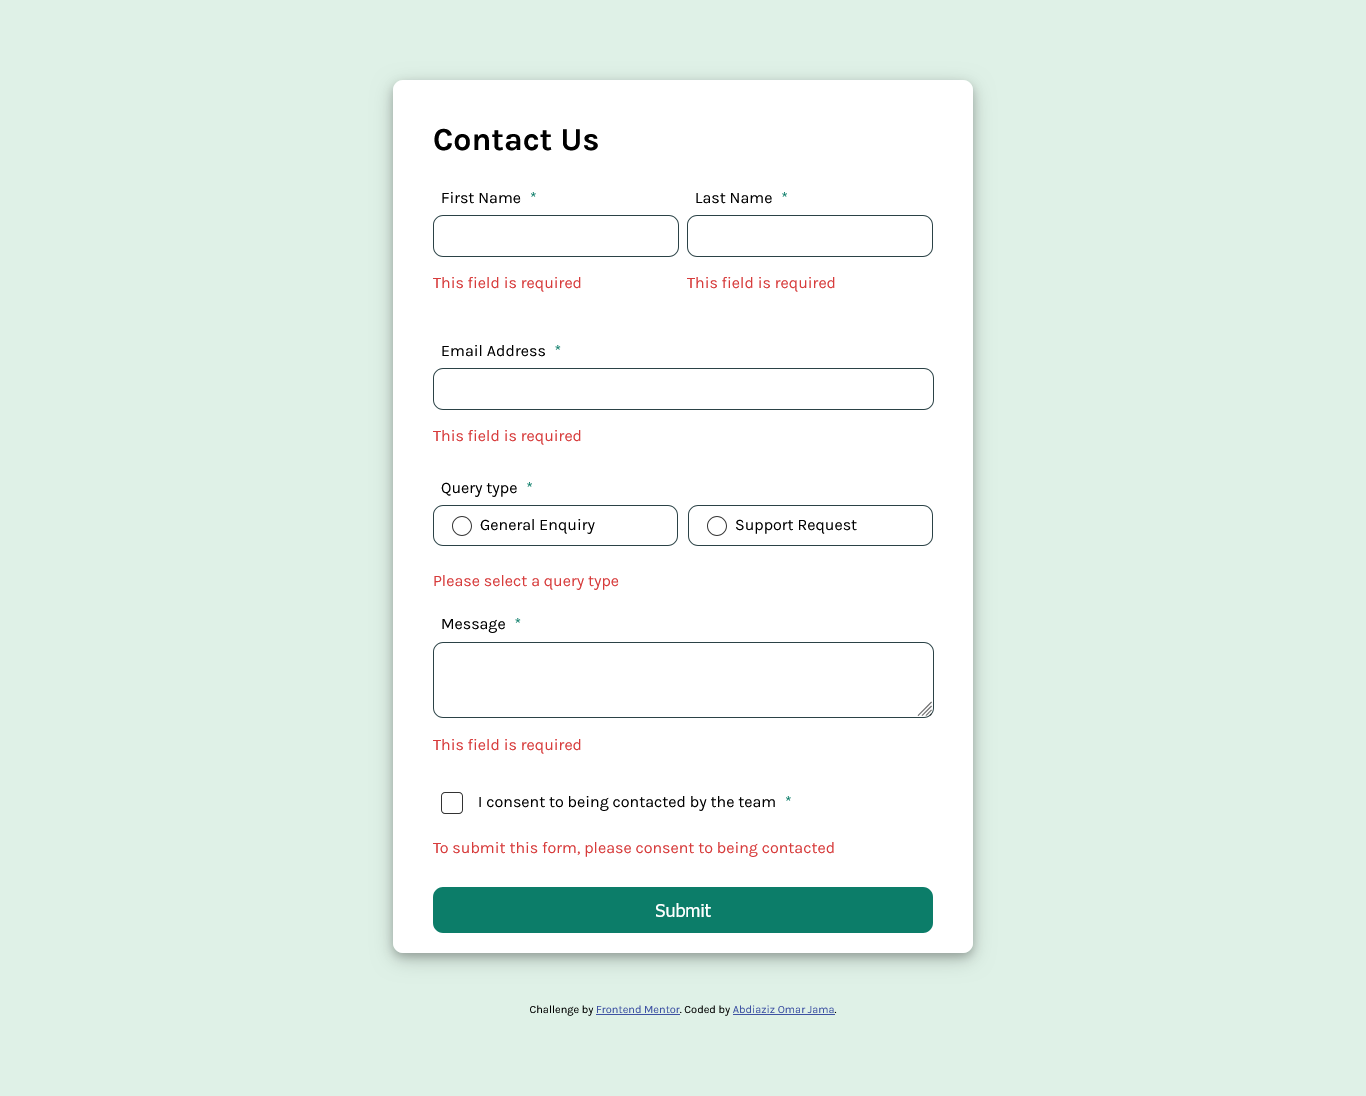 Contact Us
First Name *
Last Name *
This field is required
This field is required
Email Address *
This field is required
Query type *
General Enquiry
Support Request
Please select a query type
Message *
This field is required
I consent to being contacted by the team *
To submit this form, please consent to being contacted
Submit
Challenge by Frontend Mentor. Coded by Abdiaziz Omar Jama.